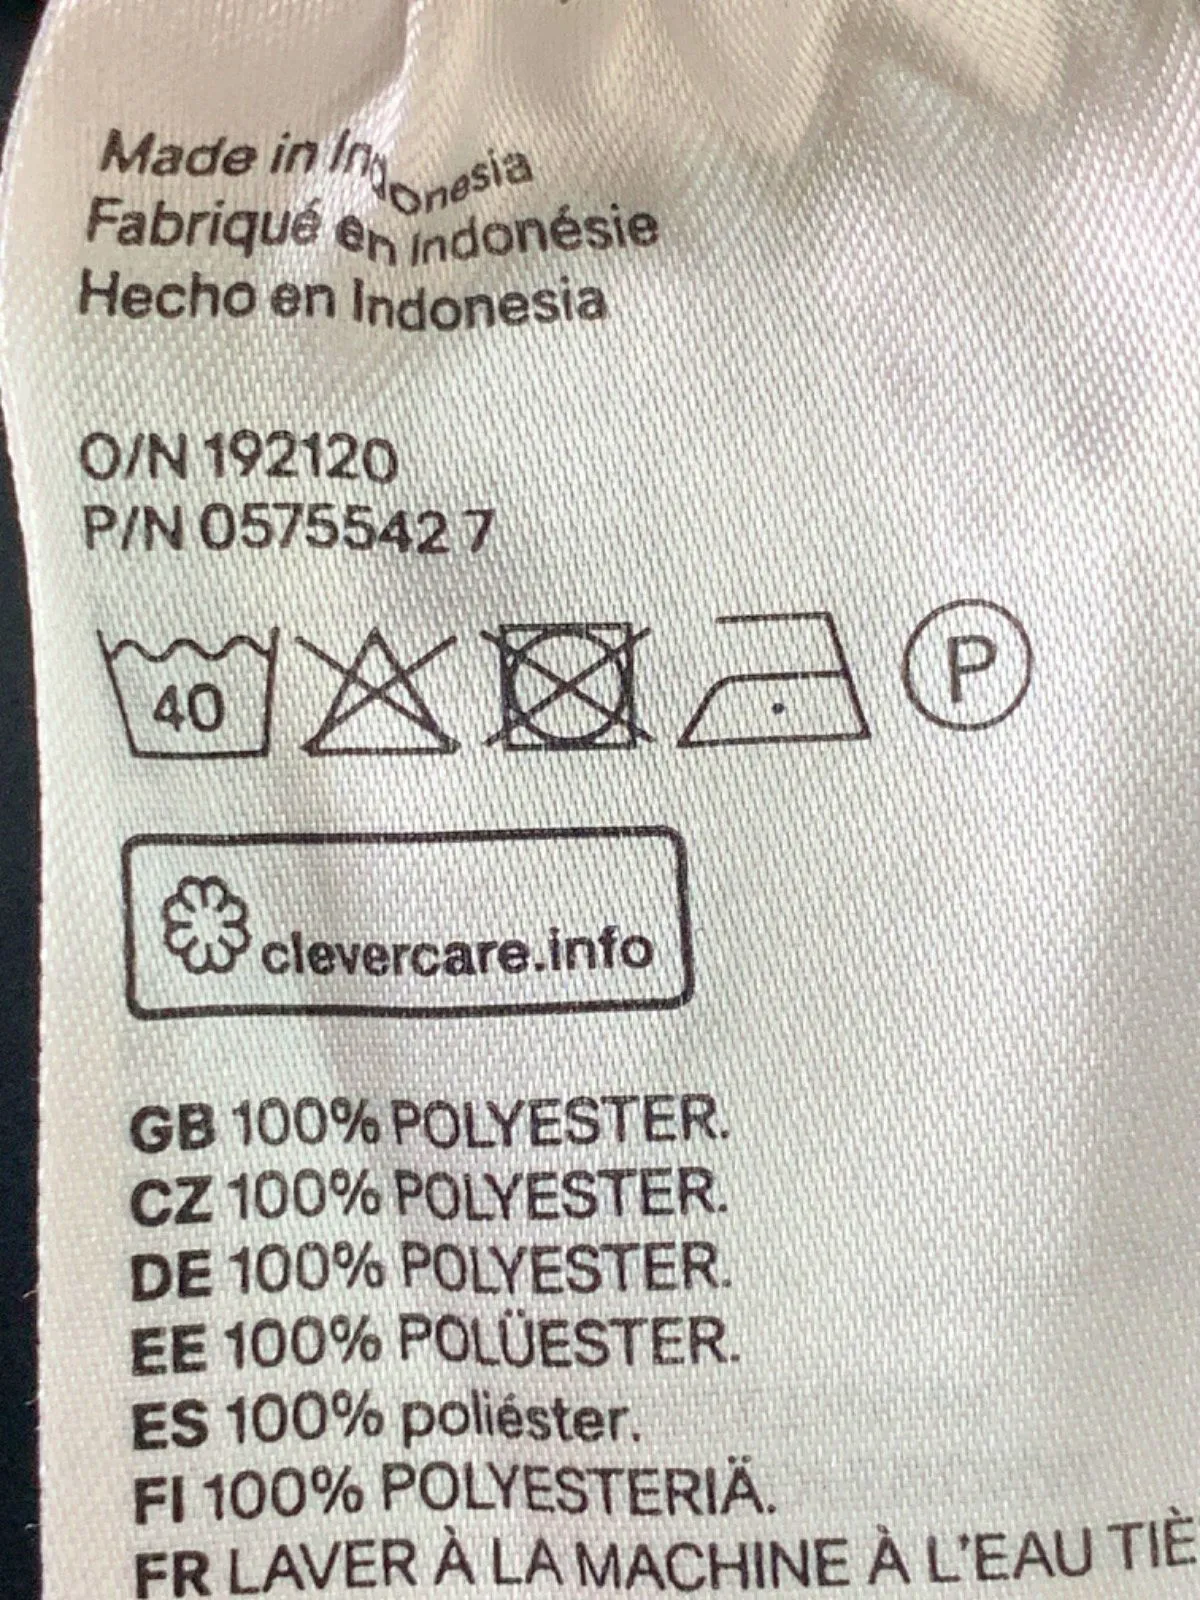 Made in Indonesia
Fabriqué en Indonésie
Hecho en Indonesia
O/N 192120
P/N 0575542 7
40
P
clevercare.info
GB 100% POLYESTER.
CZ 100% POLYESTER.
DE 100% POLYESTER.
EE 100% POLÜESTER.
ES 100% poliéster.
FI 100% POLYESTERIÄ.
FR LAVER À LA MACHINE À L'EAU TIÈ